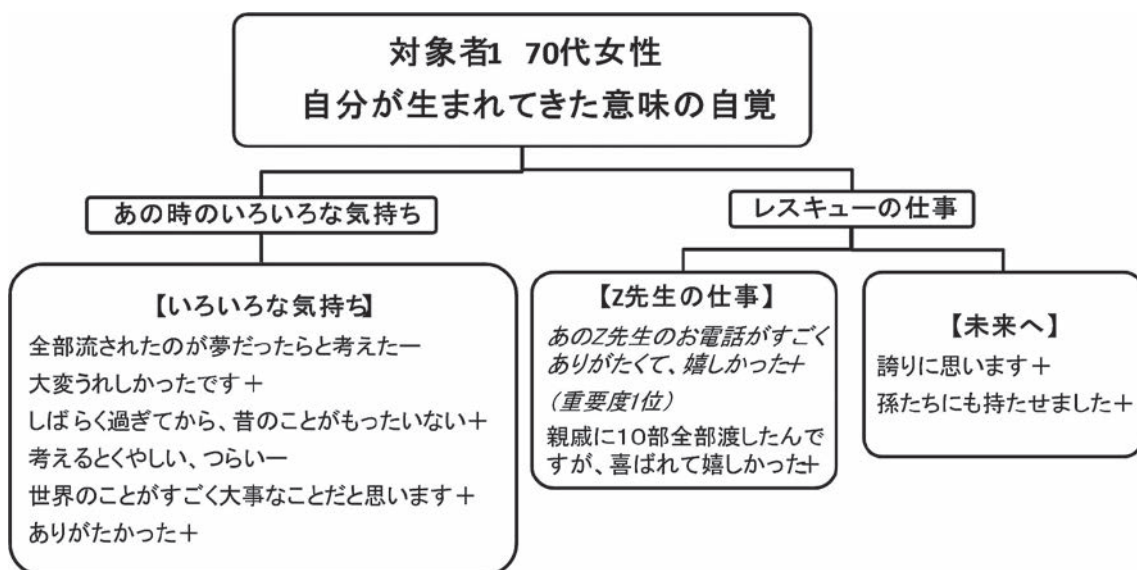 対象者1 70代女性
自分が生まれてきた意味の自覚
あの時のいろいろな気持ち
レスキューの仕事
【いろいろな気持ち】
全部流されたのが夢だったらと考えたー
大変うれしかったです＋
しばらく過ぎてから、昔のことがもったいない＋
考えるとくやしい、つらいー
世界のことがすごく大事なことだと思います＋
ありがたかった＋
【Z先生の仕事】
あのZ先生のお電話がすごく
ありがたくて、嬉しかった＋
（重要度1位）
親戚に10部全部渡したんで
すが、喜ばれて嬉しかった＋
【未来へ】
誇りに思います＋
孫たちにも持たせました＋